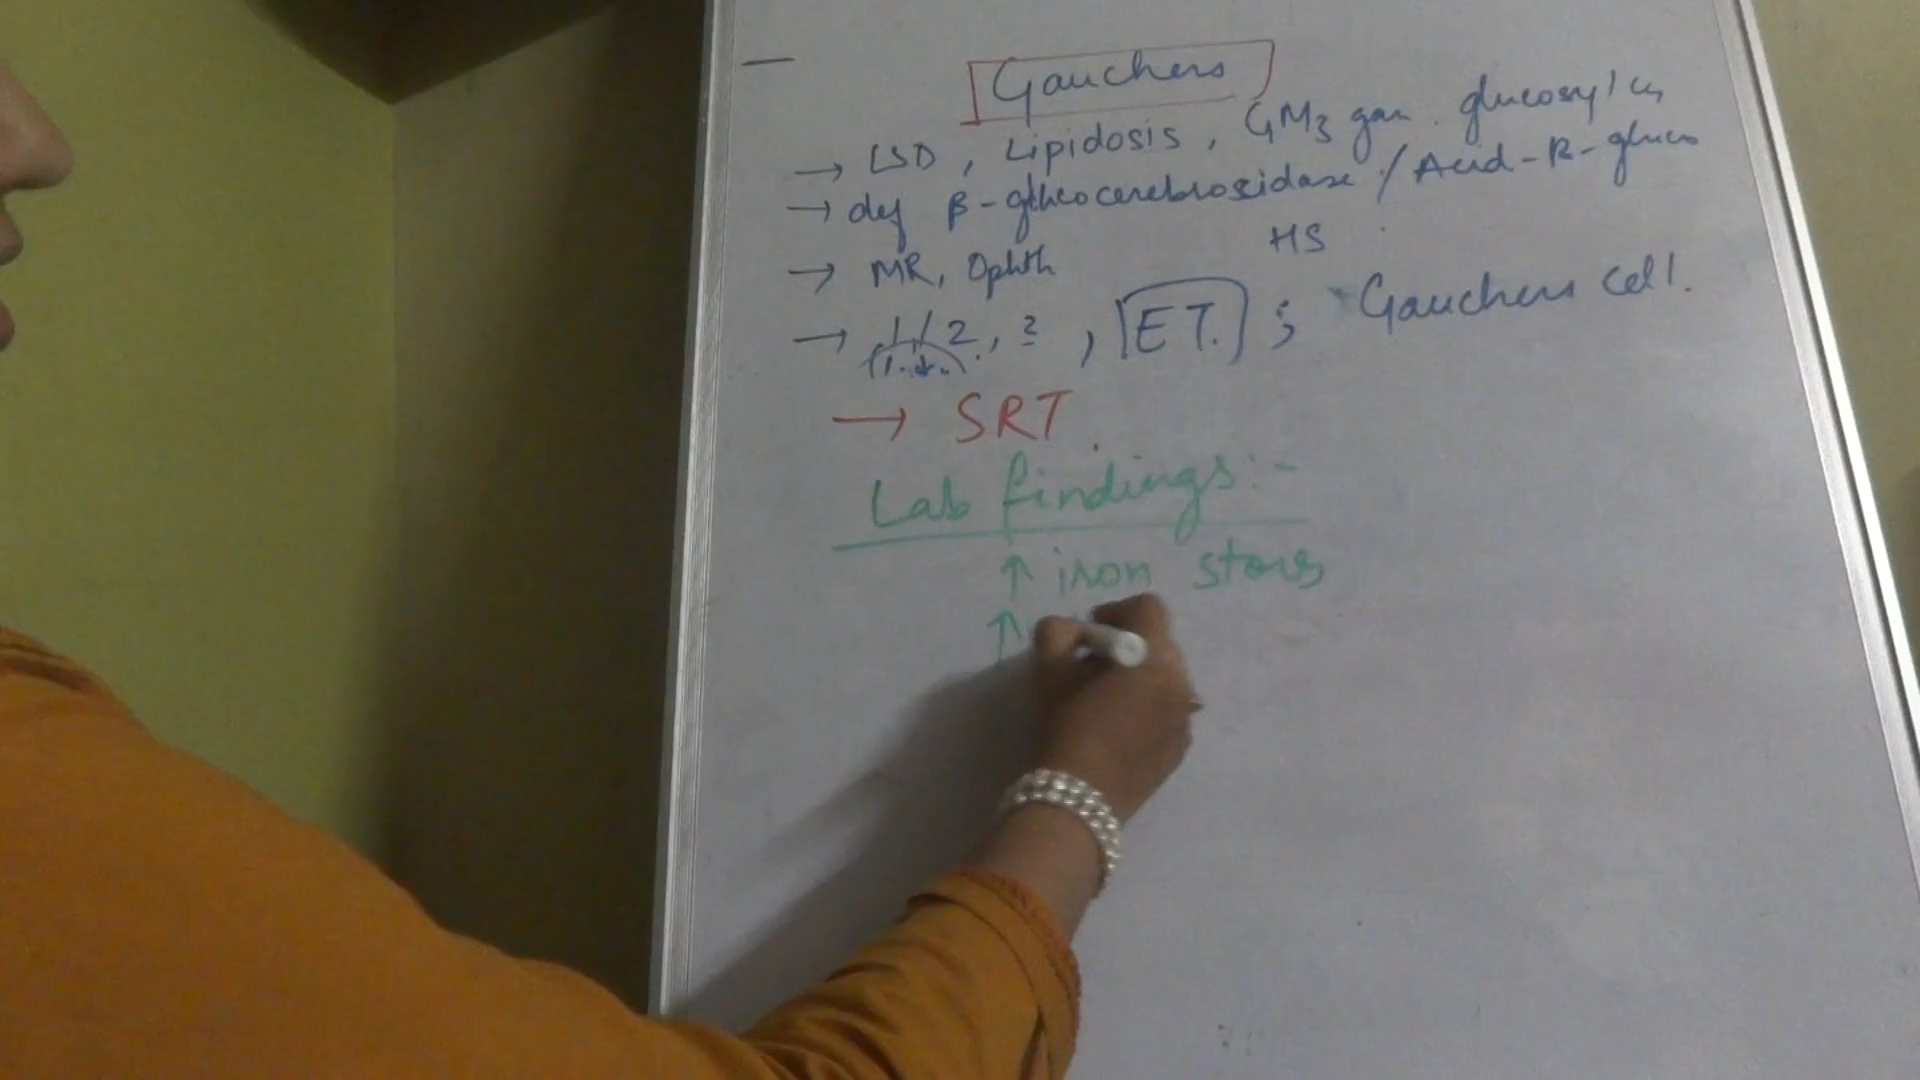 Gauchers
→ LSD, Lipidosis, GM3 gan. glucosyl
→ def β-glucocerebrosidase / Acid-β-gluco
HS
→ MR, Ophth
→ 1/2, 3, ET. ; Gauchers cell.
→ SRT.
Lab findings:-
↑ iron stores
↑